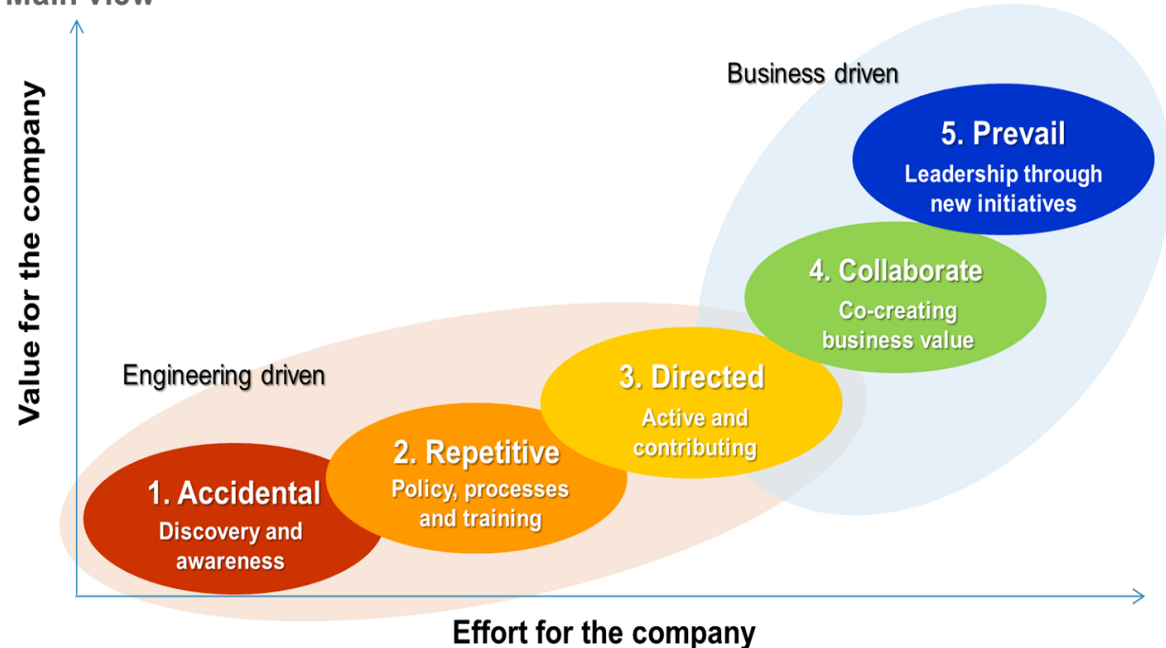 Main view
Value for the company
Business driven
5. Prevail
Leadership through
new initiatives
4. Collaborate
Co-creating
business value
Engineering driven
3. Directed
Active and
contributing
2. Repetitive
Policy, processes
and training
1. Accidental
Discovery and
awareness
Effort for the company